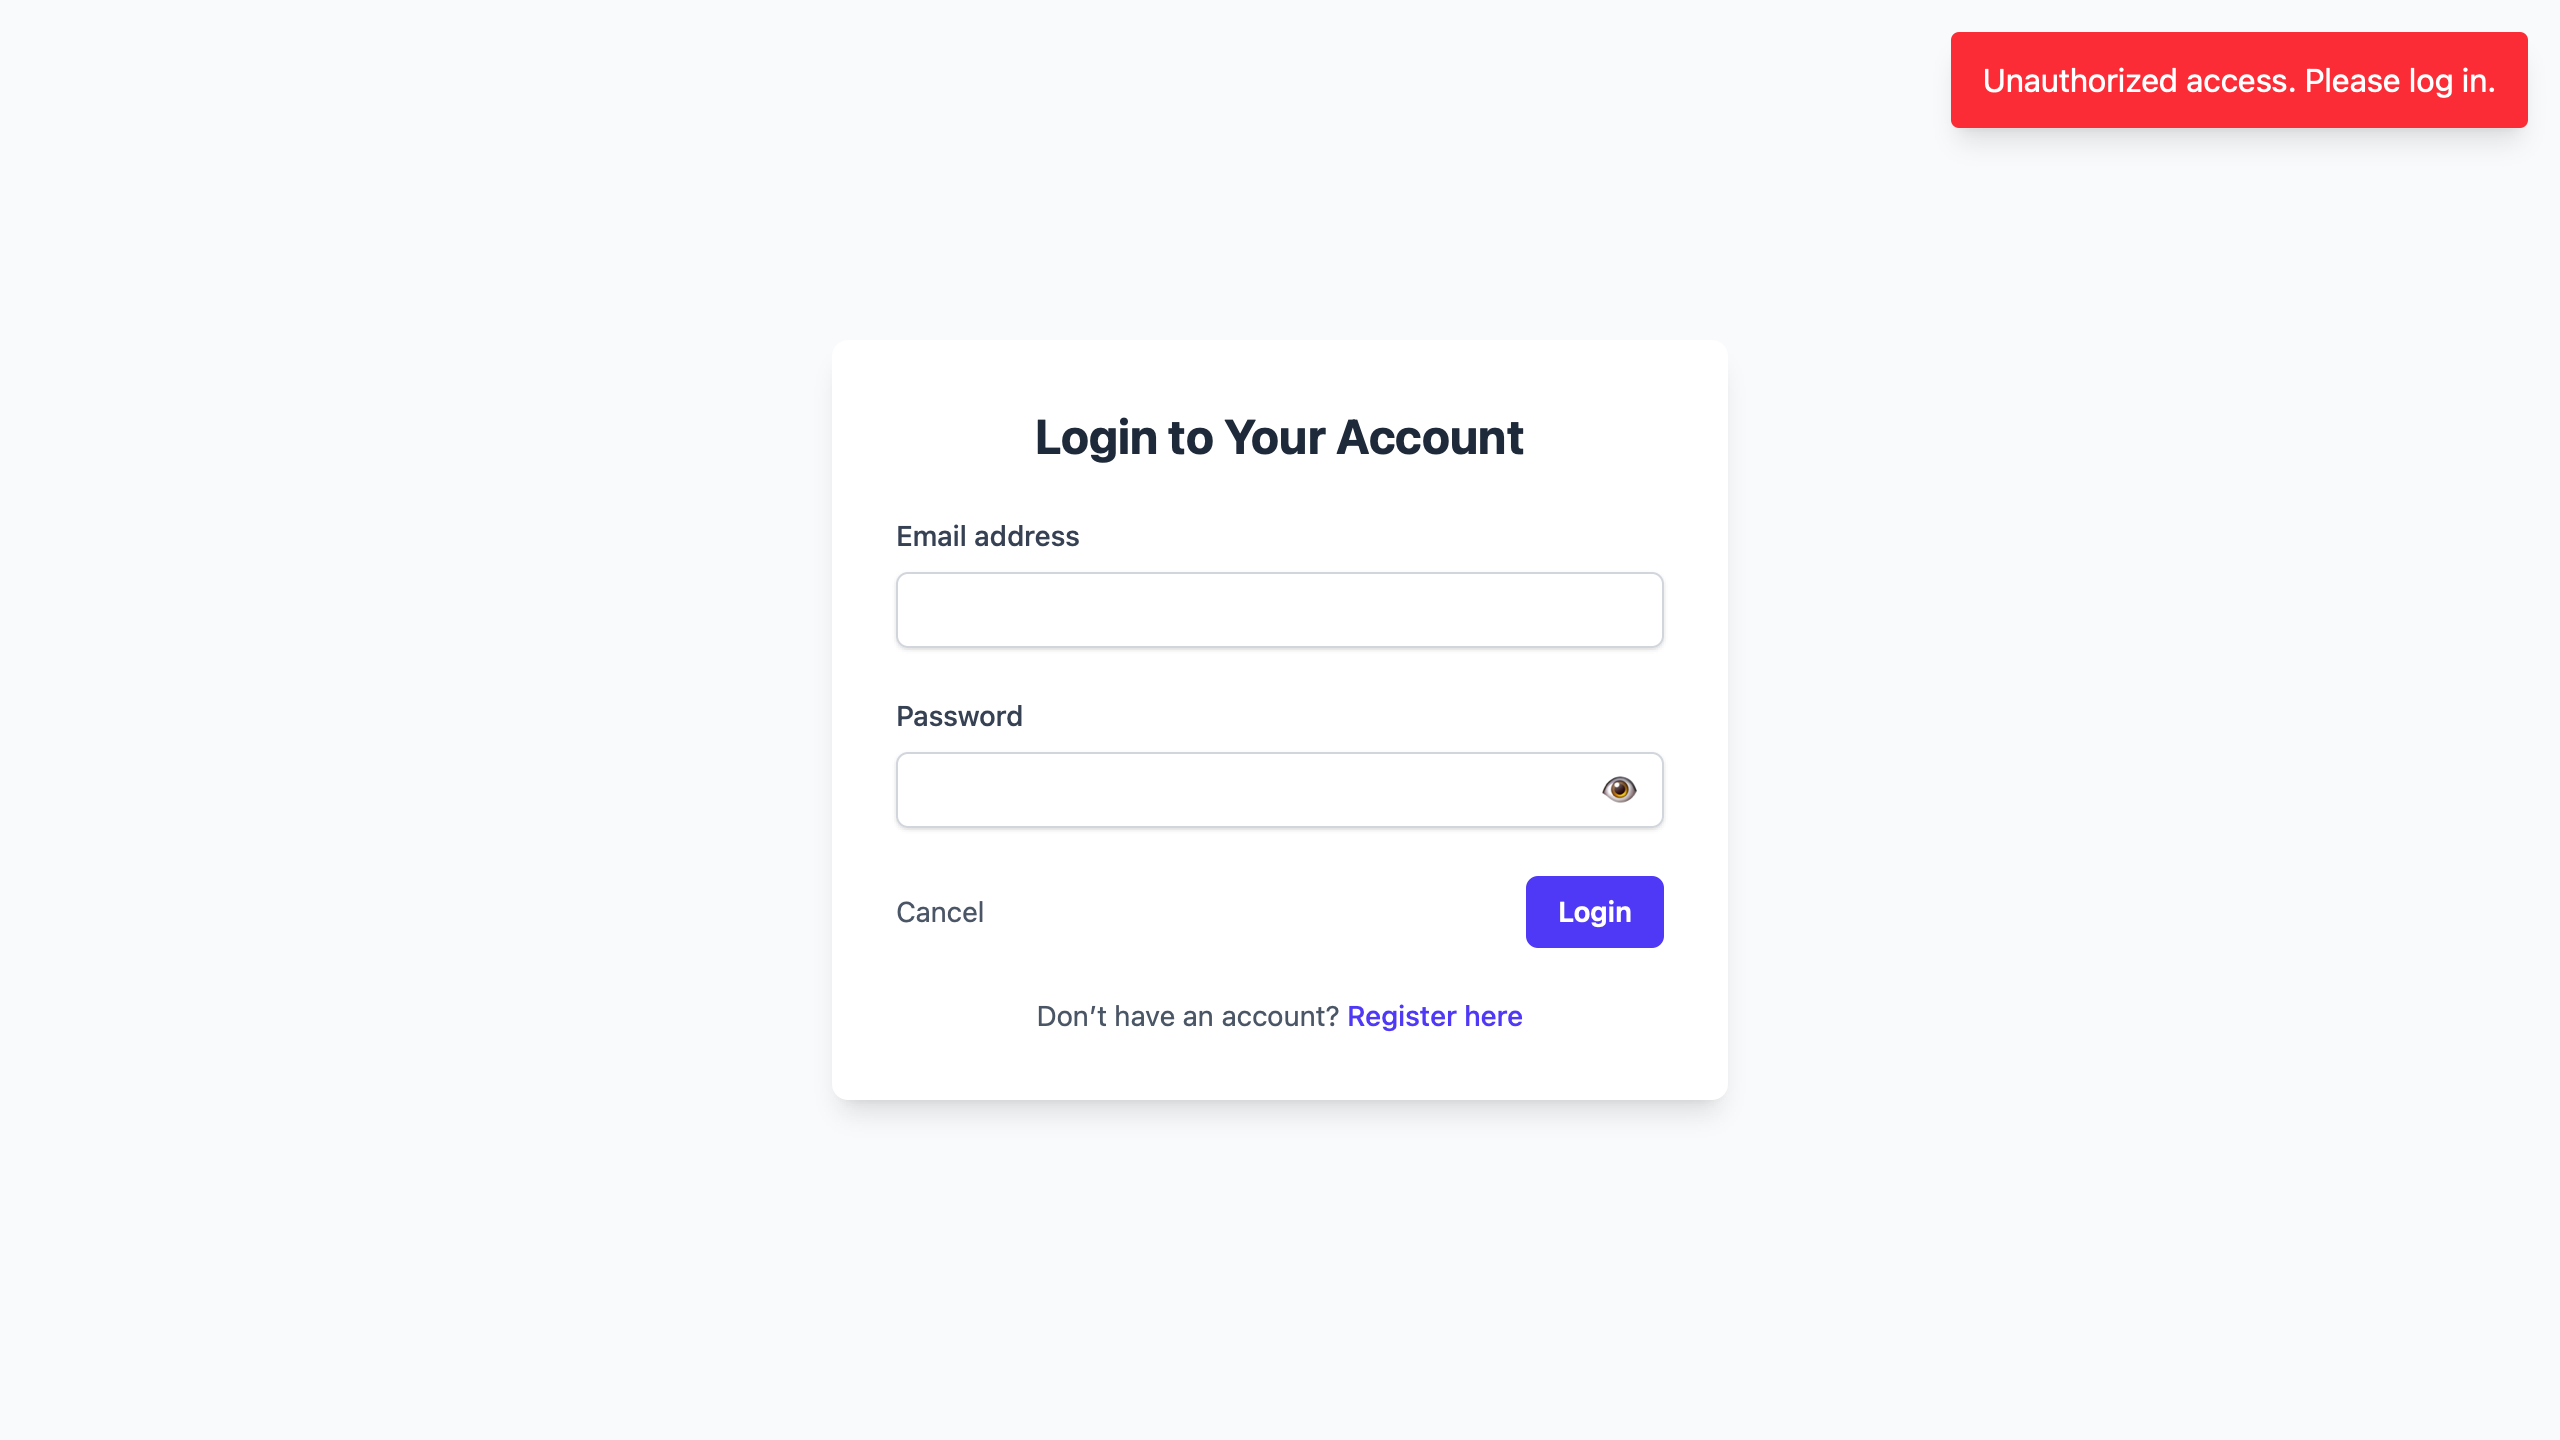 Unauthorized access. Please log in.
Login to Your Account
Email address
Password
Cancel
Login
Don’t have an account? Register here